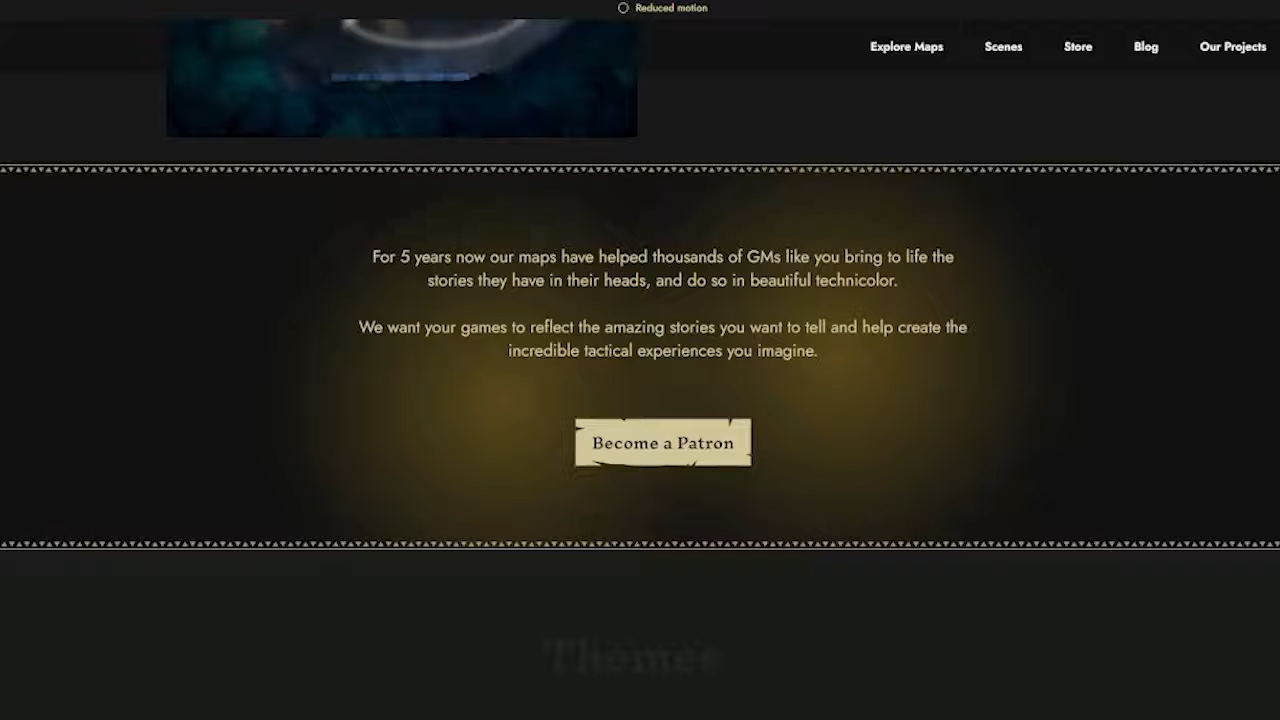 Reduced motion
Explore Maps Scenes Store Blog Our Projects
For 5 years now our maps have helped thousands of GMs like you bring to life the
stories they have in their heads, and do so in beautiful technicolor.
We want your games to reflect the amazing stories you want to tell and help create the
incredible tactical experiences you imagine.
Become a Patron
Themes